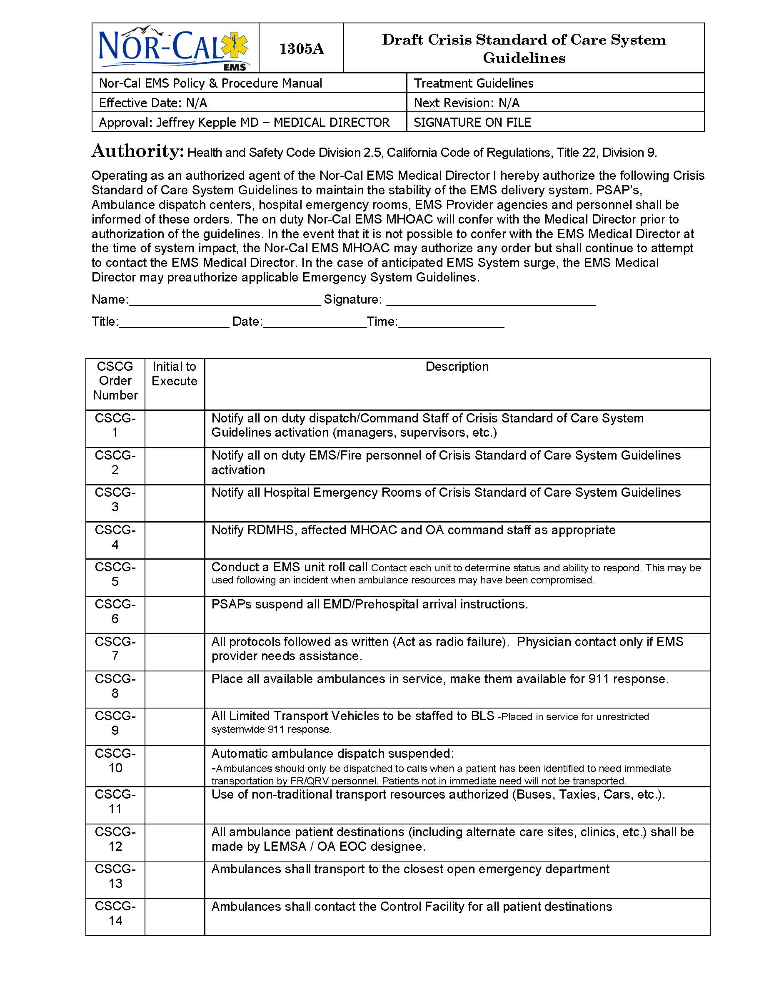 NOR-CAL
EMS
1305A
Draft Crisis Standard of Care System
Guidelines
Nor-Cal EMS Policy & Procedure Manual
Treatment Guidelines
Effective Date: N/A
Next Revision: N/A
Approval: Jeffrey Kepple MD – MEDICAL DIRECTOR
SIGNATURE ON FILE
Authority: Health and Safety Code Division 2.5, California Code of Regulations, Title 22, Division 9.
Operating as an authorized agent of the Nor-Cal EMS Medical Director I hereby authorize the following Crisis
Standard of Care System Guidelines to maintain the stability of the EMS delivery system. PSAP’s,
Ambulance dispatch centers, hospital emergency rooms, EMS Provider agencies and personnel shall be
informed of these orders. The on duty Nor-Cal EMS MHOAC will confer with the Medical Director prior to
authorization of the guidelines. In the event that it is not possible to confer with the EMS Medical Director at
the time of system impact, the Nor-Cal EMS MHOAC may authorize any order but shall continue to attempt
to contact the EMS Medical Director. In the case of anticipated EMS System surge, the EMS Medical
Director may preauthorize applicable Emergency System Guidelines.
Name: Signature:
Title: Date: Time:
CSCG
Order
Number
Initial to
Execute
Description
CSCG-
1
Notify all on duty dispatch/Command Staff of Crisis Standard of Care System
Guidelines activation (managers, supervisors, etc.)
CSCG-
2
Notify all on duty EMS/Fire personnel of Crisis Standard of Care System Guidelines
activation
CSCG-
3
Notify all Hospital Emergency Rooms of Crisis Standard of Care System Guidelines
CSCG-
4
Notify RDMHS, affected MHOAC and OA command staff as appropriate
CSCG-
5
Conduct a EMS unit roll call Contact each unit to determine status and ability to respond. This may be
used following an incident when ambulance resources may have been compromised.
CSCG-
6
PSAPs suspend all EMD/Prehospital arrival instructions.
CSCG-
7
All protocols followed as written (Act as radio failure). Physician contact only if EMS
provider needs assistance.
CSCG-
8
Place all available ambulances in service, make them available for 911 response.
CSCG-
9
All Limited Transport Vehicles to be staffed to BLS -Placed in service for unrestricted
systemwide 911 response.
CSCG-
10
Automatic ambulance dispatch suspended:
-Ambulances should only be dispatched to calls when a patient has been identified to need immediate
transportation by FR/QRV personnel. Patients not in immediate need will not be transported.
CSCG-
11
Use of non-traditional transport resources authorized (Buses, Taxies, Cars, etc.).
CSCG-
12
All ambulance patient destinations (including alternate care sites, clinics, etc.) shall be
made by LEMSA / OA EOC designee.
CSCG-
13
Ambulances shall transport to the closest open emergency department
CSCG-
14
Ambulances shall contact the Control Facility for all patient destinations